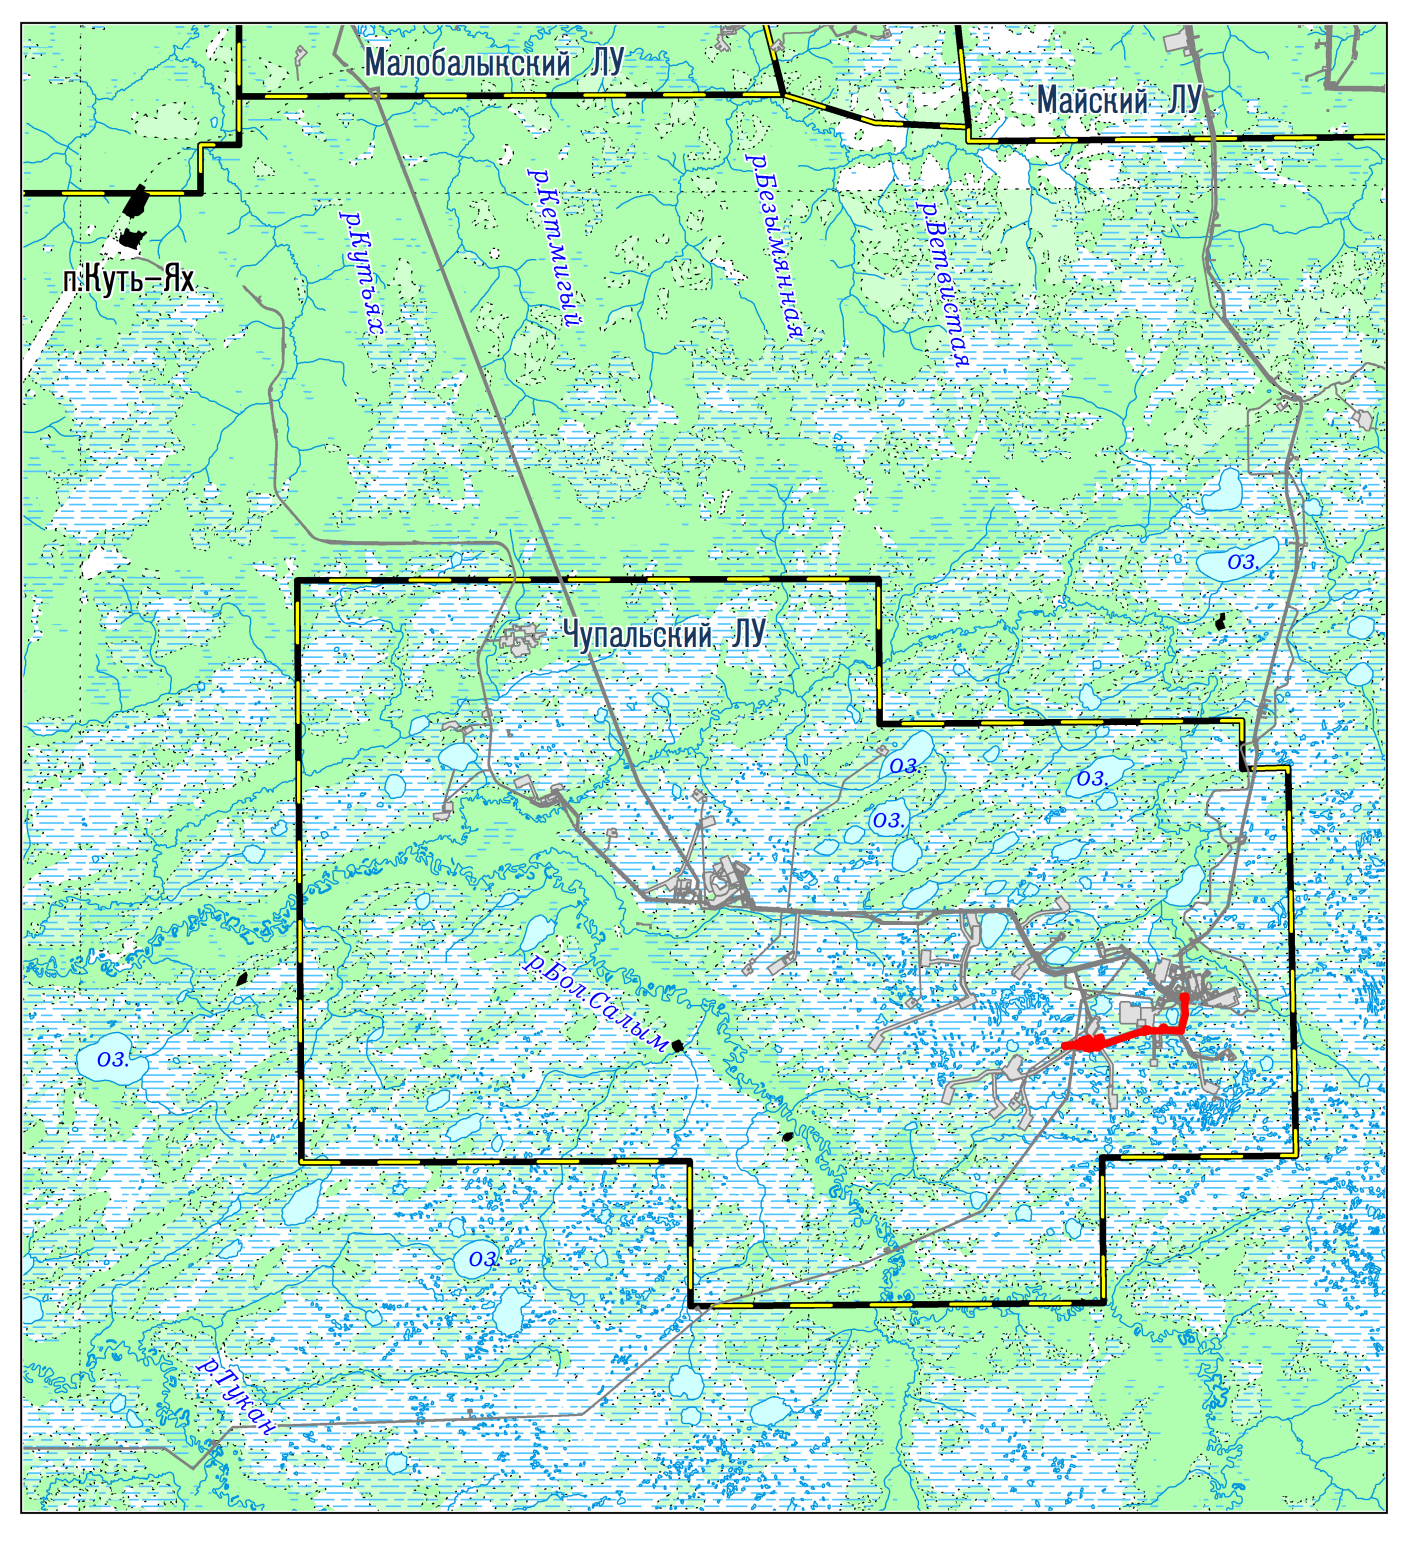 Малобалыкский ЛУ
Майский ЛУ
р.Кутъях
р.Кетмигый
р.Безымянная
р.Ветвистая
п.Куть-Ях
оз.
Чупальский ЛУ
оз
оз.
оз.
р.Бол.Салым
оз.
оз.
р.Тукан